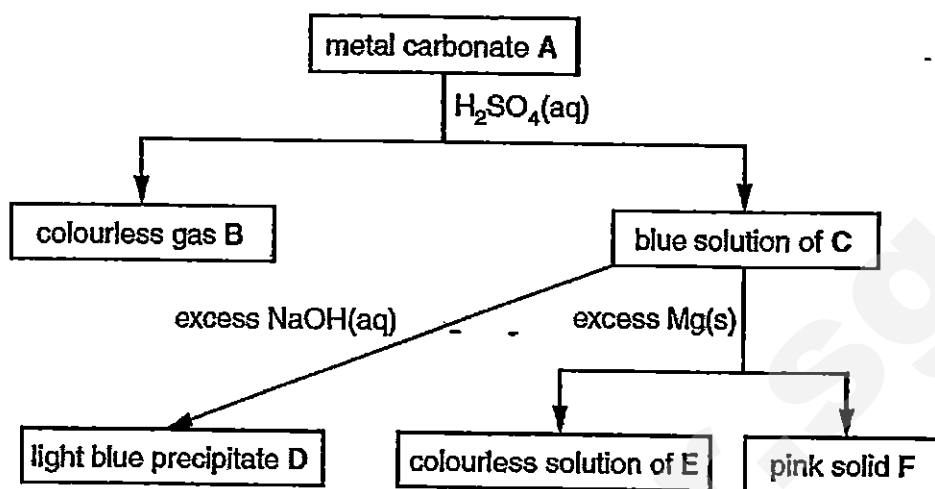 metal carbonate A
H₂SO₄(aq)
colourless gas B
blue solution of C
excess NaOH(aq)
excess Mg(s)
light blue precipitate D
colourless solution of E
pink solid F